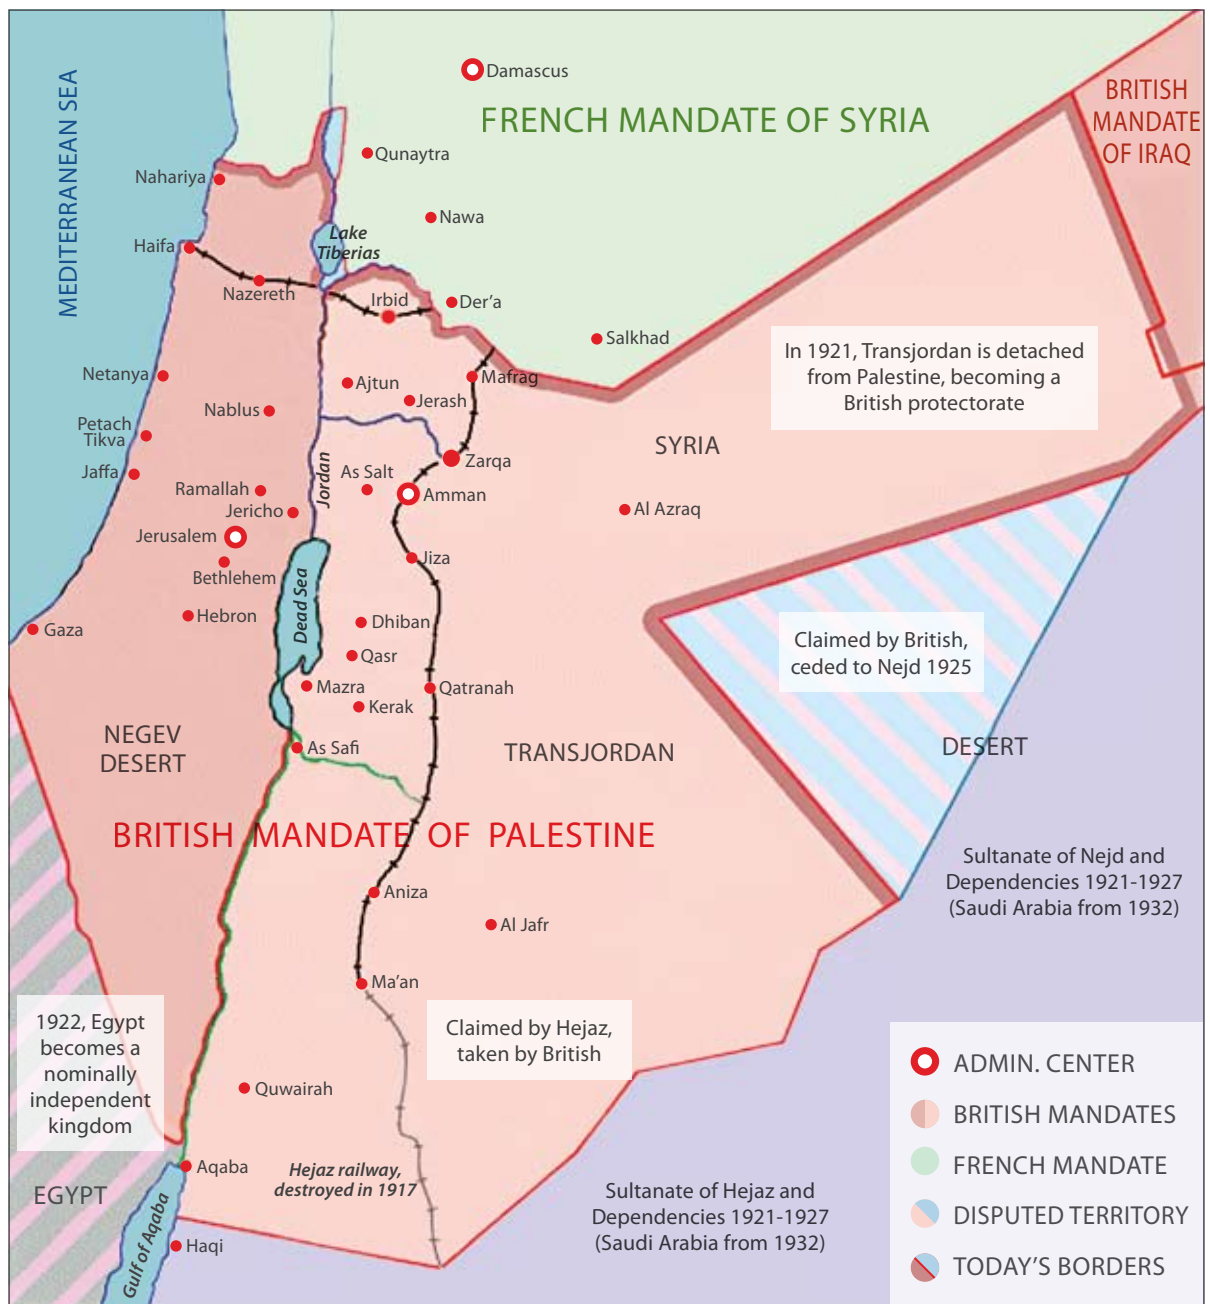 Damascus
FRENCH MANDATE OF SYRIA
BRITISH
MANDATE
OF IRAQ
MEDITERRANEAN SEA
Qunaytra
Nahariya
Nawa
Lake
Tiberias
Haifa
Nazereth
Irbid
Der’a
Salkhad
In 1921, Transjordan is detached
from Palestine, becoming a
British protectorate
Netanya
Ajtun
Mafrag
Jerash
Nablus
Petach
Tikva
SYRIA
Jaffa
Jordan
As Salt
Zarqa
Ramallah
Amman
Jericho
Al Azraq
Jerusalem
Jiza
Bethlehem
Dead Sea
Hebron
Dhiban
Gaza
Claimed by British,
ceded to Nejd 1925
Qasr
Mazra
Qatranah
Kerak
NEGEV
DESERT
As Safi
TRANSJORDAN
DESERT
BRITISH MANDATE OF PALESTINE
Sultanate of Nejd and
Dependencies 1921-1927
(Saudi Arabia from 1932)
Aniza
Al Jafr
Ma’an
1922, Egypt
becomes a
nominally
independent
kingdom
Claimed by Hejaz,
taken by British
Quwairah
Aqaba
Hejaz railway,
destroyed in 1917
EGYPT
Sultanate of Hejaz and
Dependencies 1921-1927
(Saudi Arabia from 1932)
Gulf of Aqaba
Haqi
ADMIN. CENTER
BRITISH MANDATES
FRENCH MANDATE
DISPUTED TERRITORY
TODAY’S BORDERS